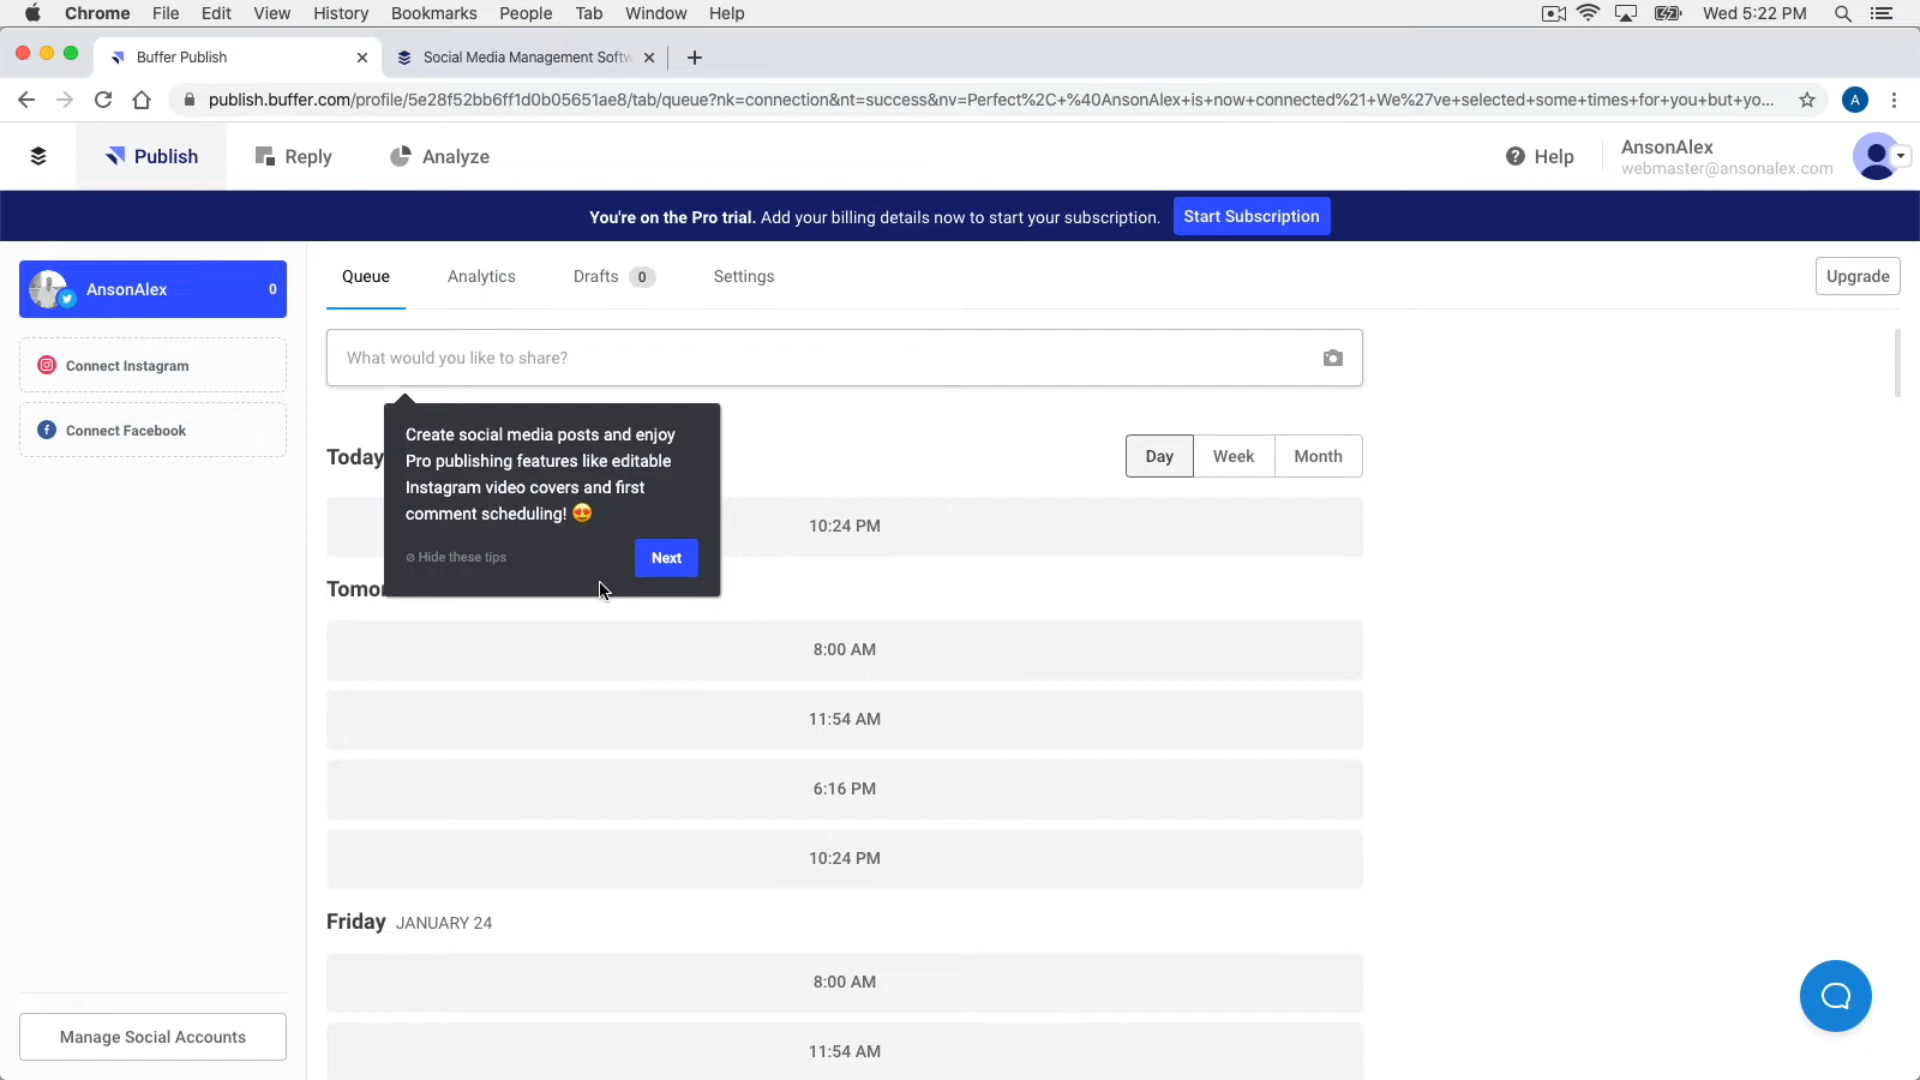 Chrome File Edit View History Bookmarks People Tab Window Help Wed 5:22 PM
Buffer Publish Social Media Management Softw
publish.buffer.com/profile/5e28f52bb6ff1d0b05651ae8/tab/queue?nk=connection&nt=success&nv=Perfect%2C+%40AnsonAlex+is+now+connected%21+We%27ve+selected+some+times+for+you+but+yo... A
Publish Reply Analyze Help AnsonAlex
webmaster@ansonalex.com
You're on the Pro trial. Add your billing details now to start your subscription. Start Subscription
AnsonAlex 0
Queue Analytics Drafts 0 Settings Upgrade
Connect Instagram
What would you like to share?
Connect Facebook
Create social media posts and enjoy
Pro publishing features like editable
Instagram video covers and first
comment scheduling! 😍
Hide these tips Next
Today Day Week Month
10:24 PM
Tomor
8:00 AM
11:54 AM
6:16 PM
10:24 PM
Friday JANUARY 24
8:00 AM
11:54 AM
Manage Social Accounts